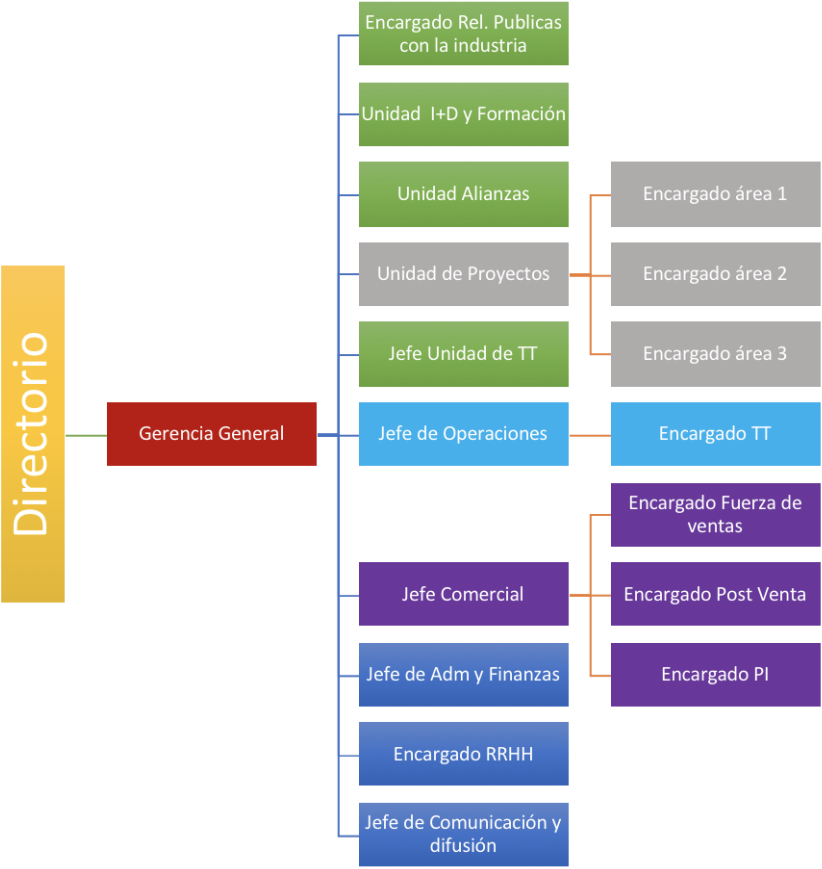 Directorio
Gerencia General
Encargado Rel. Publicas
con la industria
Unidad I+D y Formación
Unidad Alianzas
Unidad de Proyectos
Encargado área 1
Encargado área 2
Encargado área 3
Jefe Unidad de TT
Jefe de Operaciones
Encargado TT
Jefe Comercial
Encargado Fuerza de
ventas
Encargado Post Venta
Encargado PI
Jefe de Adm y Finanzas
Encargado RRHH
Jefe de Comunicación y
difusión